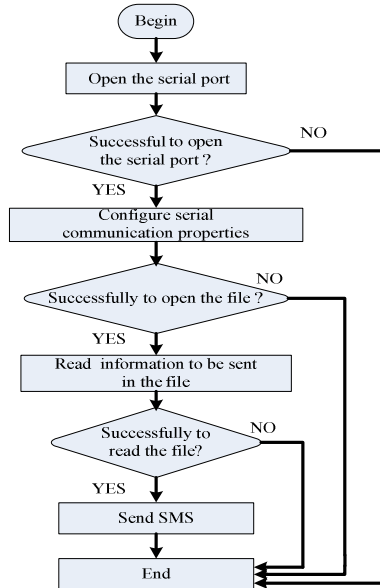 Begin
Open the serial port
Successful to open
the serial port ?
NO
YES
Configure serial
communication properties
NO
Successfully to open the file ?
YES
Read information to be sent
in the file
Successfully to
read the file?
NO
YES
Send SMS
End